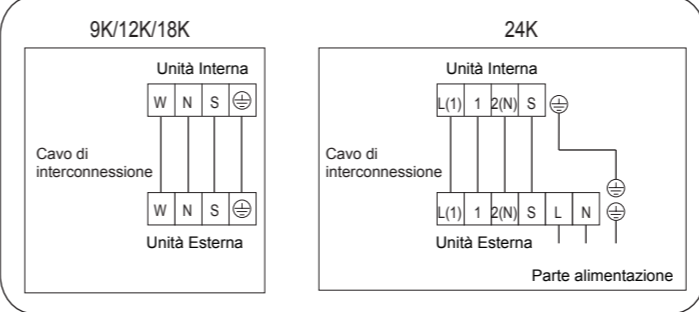 9K/12K/18K
Unità Interna
W N S
Cavo di
interconnessione
W N S
Unità Esterna
24K
Unità Interna
L(1) 1 2(N) S
Cavo di
interconnessione
L(1) 1 2(N) S L N
Unità Esterna
Parte alimentazione